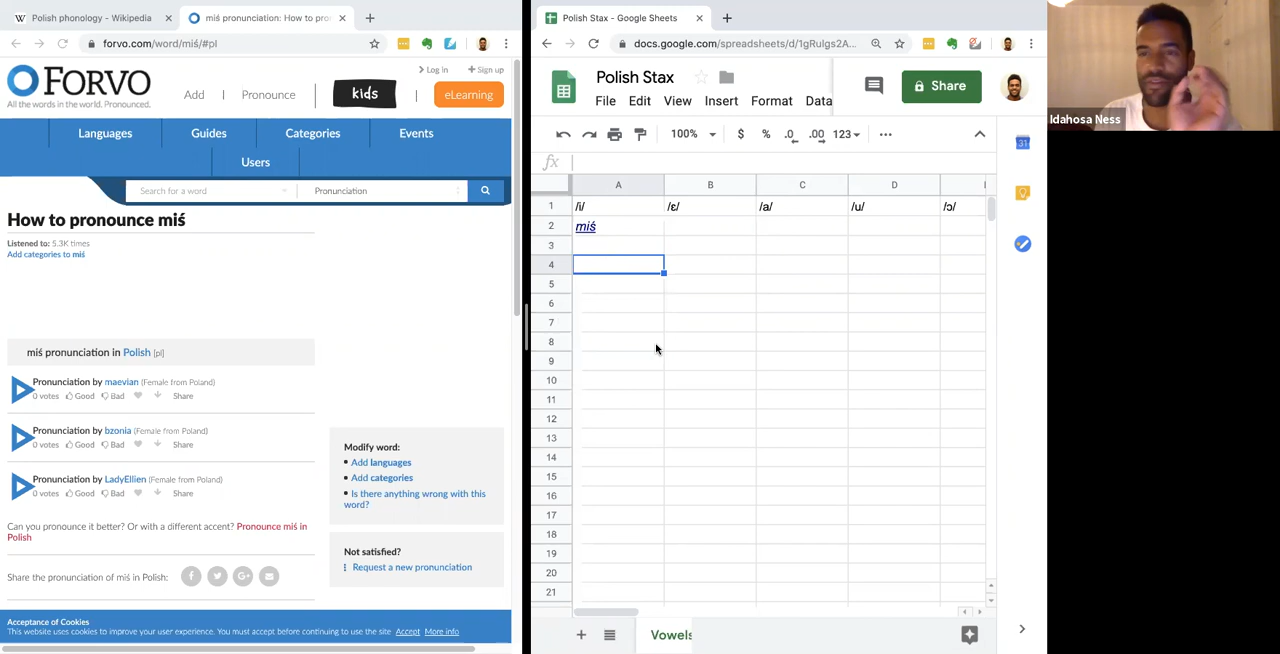 Polish phonology - Wikipedia
miś pronunciation: How to pron
forvo.com/word/miś/#pl
FORVO
All the words in the world. Pronounced.
Add
Pronounce
kids
Log in
Sign up
eLearning
Languages
Guides
Categories
Events
Users
Search for a word
Pronunciation
How to pronounce miś
Listened to: 5.3K times
Add categories to miś
miś pronunciation in Polish [pl]
Pronunciation by maevian (Female from Poland)
0 votes Good Bad Share
Pronunciation by bzonia (Female from Poland)
0 votes Good Bad Share
Pronunciation by LadyEllien (Female from Poland)
0 votes Good Bad Share
Can you pronounce it better? Or with a different accent? Pronounce miś in
Polish
Share the pronunciation of miś in Polish:
Modify word:
Add languages
Add categories
Is there anything wrong with this
word?
Not satisfied?
Request a new pronunciation
Acceptance of Cookies
This website uses cookies to improve your user experience. You must accept before continuing to use the site Accept More info
Polish Stax - Google Sheets
docs.google.com/spreadsheets/d/1gRulgs2A...
Polish Stax
Share
File Edit View Insert Format Data
100% $ % .0 .00 123
fx
A B C D
1 /i/ /ɛ/ /a/ /u/ /ɔ/
2 miś
3
4
5
6
7
8
9
10
11
12
13
14
15
16
17
18
19
20
21
Vowels
31
Idahosa Ness